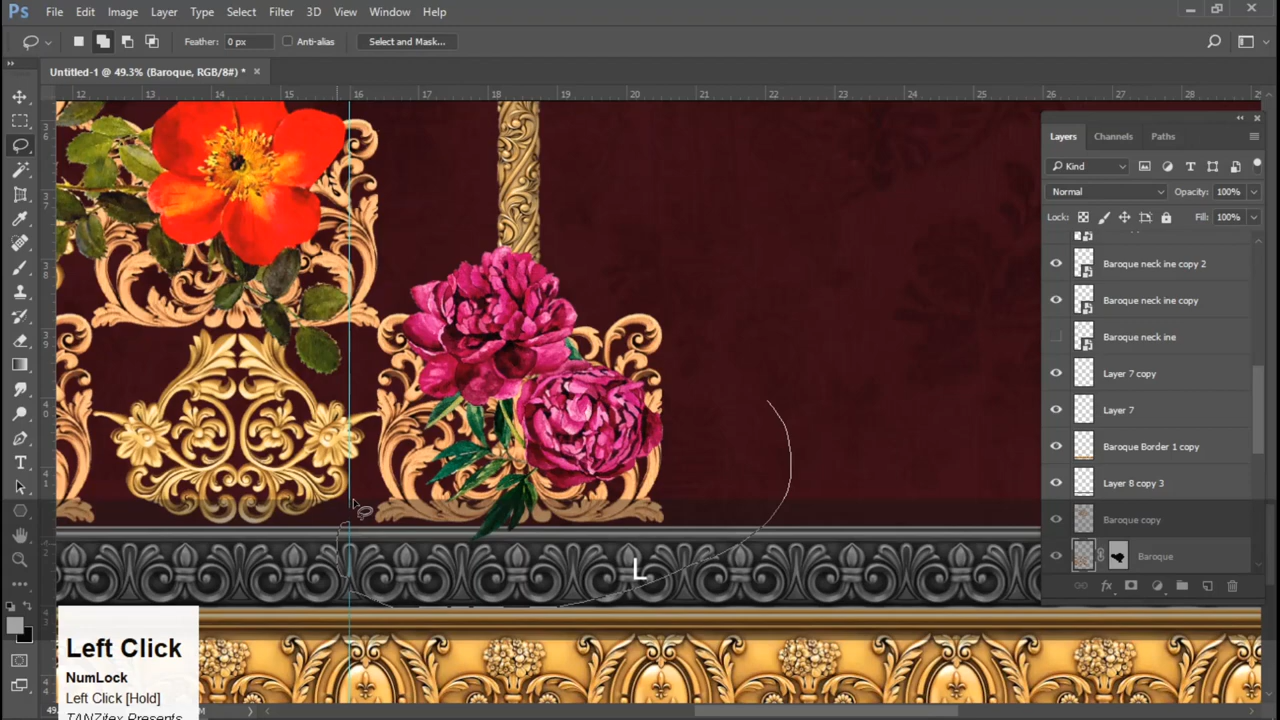 Ps File Edit Image Layer Type Select Filter 3D View Window Help
Feather: 0 px Anti-alias Select and Mask...
Untitled-1 @ 49.3% (Baroque, RGB/8#) * ×
12 13 14 15 16 17 18 19 20 21 22 23 24 25 26 27 28
Layers Channels Paths
Kind
Normal Opacity: 100%
Lock: Fill: 100%
Baroque neck ine copy 2
Baroque neck ine copy
Baroque neck ine
Layer 7 copy
Layer 7
Baroque Border 1 copy
Layer 8 copy 3
Baroque copy
Baroque
L
fx
Left Click
NumLock
Left Click [Hold]
TANZitex Presents